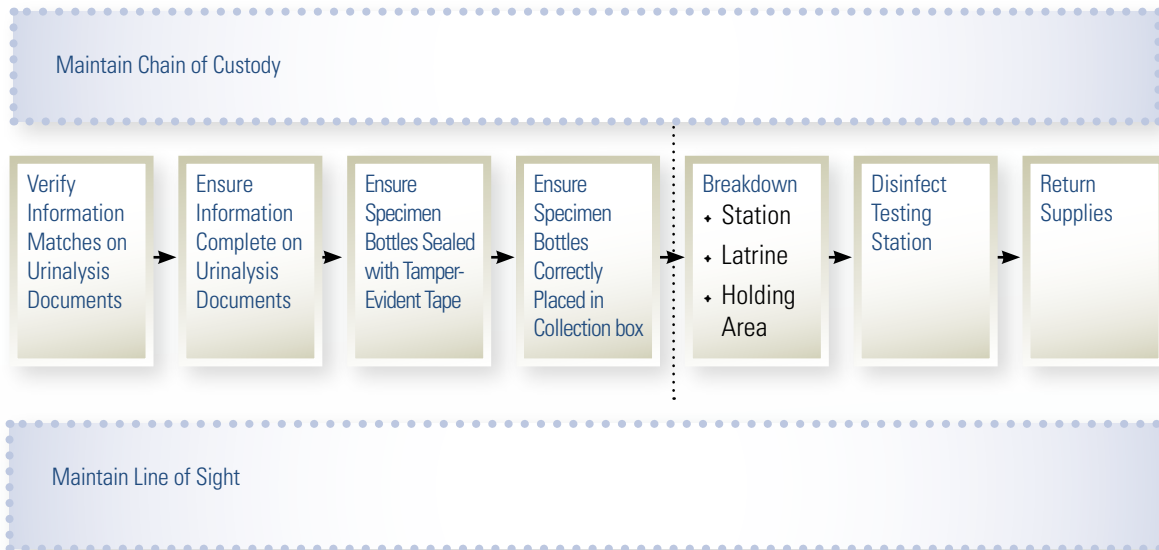 Maintain Chain of Custody
Verify
Information
Matches on
Urinalysis
Documents
Ensure
Information
Complete on
Urinalysis
Documents
Ensure
Specimen
Bottles Sealed
with Tamper-
Evident Tape
Ensure
Specimen
Bottles
Correctly
Placed in
Collection box
Breakdown
Station
Latrine
Holding
Area
Disinfect
Testing
Station
Return
Supplies
Maintain Line of Sight